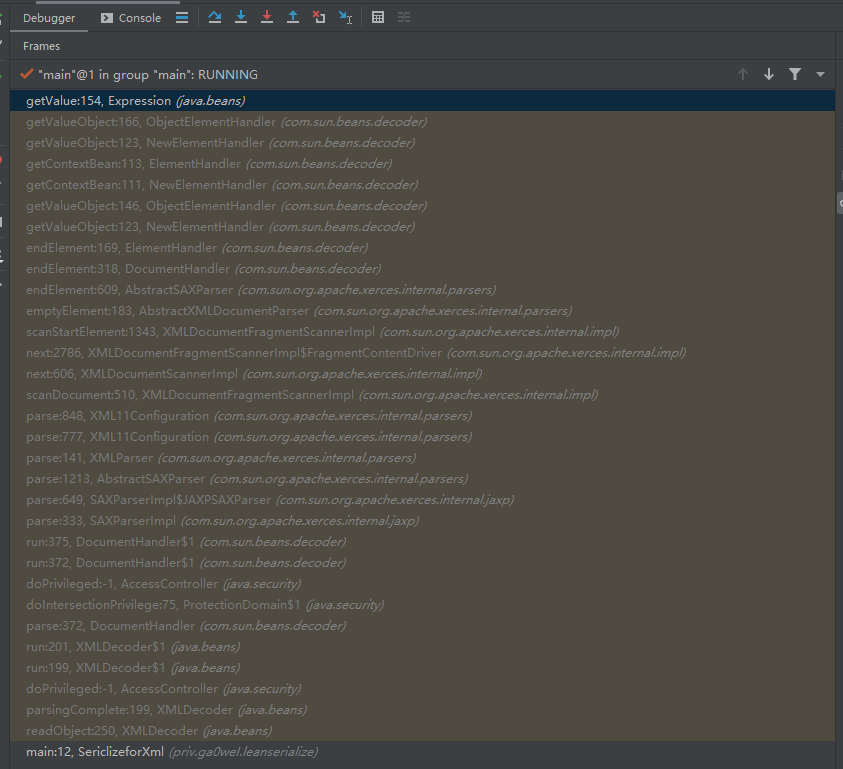 Debugger Console
Frames
"main"@1 in group "main": RUNNING
getValue:154, Expression (java.beans)
getValueObject:166, ObjectElementHandler (com.sun.beans.decoder)
getValueObject:123, NewElementHandler (com.sun.beans.decoder)
getContextBean:113, ElementHandler (com.sun.beans.decoder)
getContextBean:111, NewElementHandler (com.sun.beans.decoder)
getValueObject:146, ObjectElementHandler (com.sun.beans.decoder)
getValueObject:123, NewElementHandler (com.sun.beans.decoder)
endElement:169, ElementHandler (com.sun.beans.decoder)
endElement:318, DocumentHandler (com.sun.beans.decoder)
endElement:609, AbstractSAXParser (com.sun.org.apache.xerces.internal.parsers)
emptyElement:183, AbstractXMLDocumentParser (com.sun.org.apache.xerces.internal.parsers)
scanStartElement:1343, XMLDocumentFragmentScannerImpl (com.sun.org.apache.xerces.internal.impl)
next:2786, XMLDocumentFragmentScannerImpl$FragmentContentDriver (com.sun.org.apache.xerces.internal.impl)
next:606, XMLDocumentScannerImpl (com.sun.org.apache.xerces.internal.impl)
scanDocument:510, XMLDocumentFragmentScannerImpl (com.sun.org.apache.xerces.internal.impl)
parse:848, XML11Configuration (com.sun.org.apache.xerces.internal.parsers)
parse:777, XML11Configuration (com.sun.org.apache.xerces.internal.parsers)
parse:141, XMLParser (com.sun.org.apache.xerces.internal.parsers)
parse:1213, AbstractSAXParser (com.sun.org.apache.xerces.internal.parsers)
parse:649, SAXParserImpl$JAXPSAXParser (com.sun.org.apache.xerces.internal.jaxp)
parse:333, SAXParserImpl (com.sun.org.apache.xerces.internal.jaxp)
run:375, DocumentHandler$1 (com.sun.beans.decoder)
run:372, DocumentHandler$1 (com.sun.beans.decoder)
doPrivileged:-1, AccessController (java.security)
doIntersectionPrivilege:75, ProtectionDomain$1 (java.security)
parse:372, DocumentHandler (com.sun.beans.decoder)
run:201, XMLDecoder$1 (java.beans)
run:199, XMLDecoder$1 (java.beans)
doPrivileged:-1, AccessController (java.security)
parsingComplete:199, XMLDecoder (java.beans)
readObject:250, XMLDecoder (java.beans)
main:12, SericlizeforXml (priv.ga0wel.leanserialize)